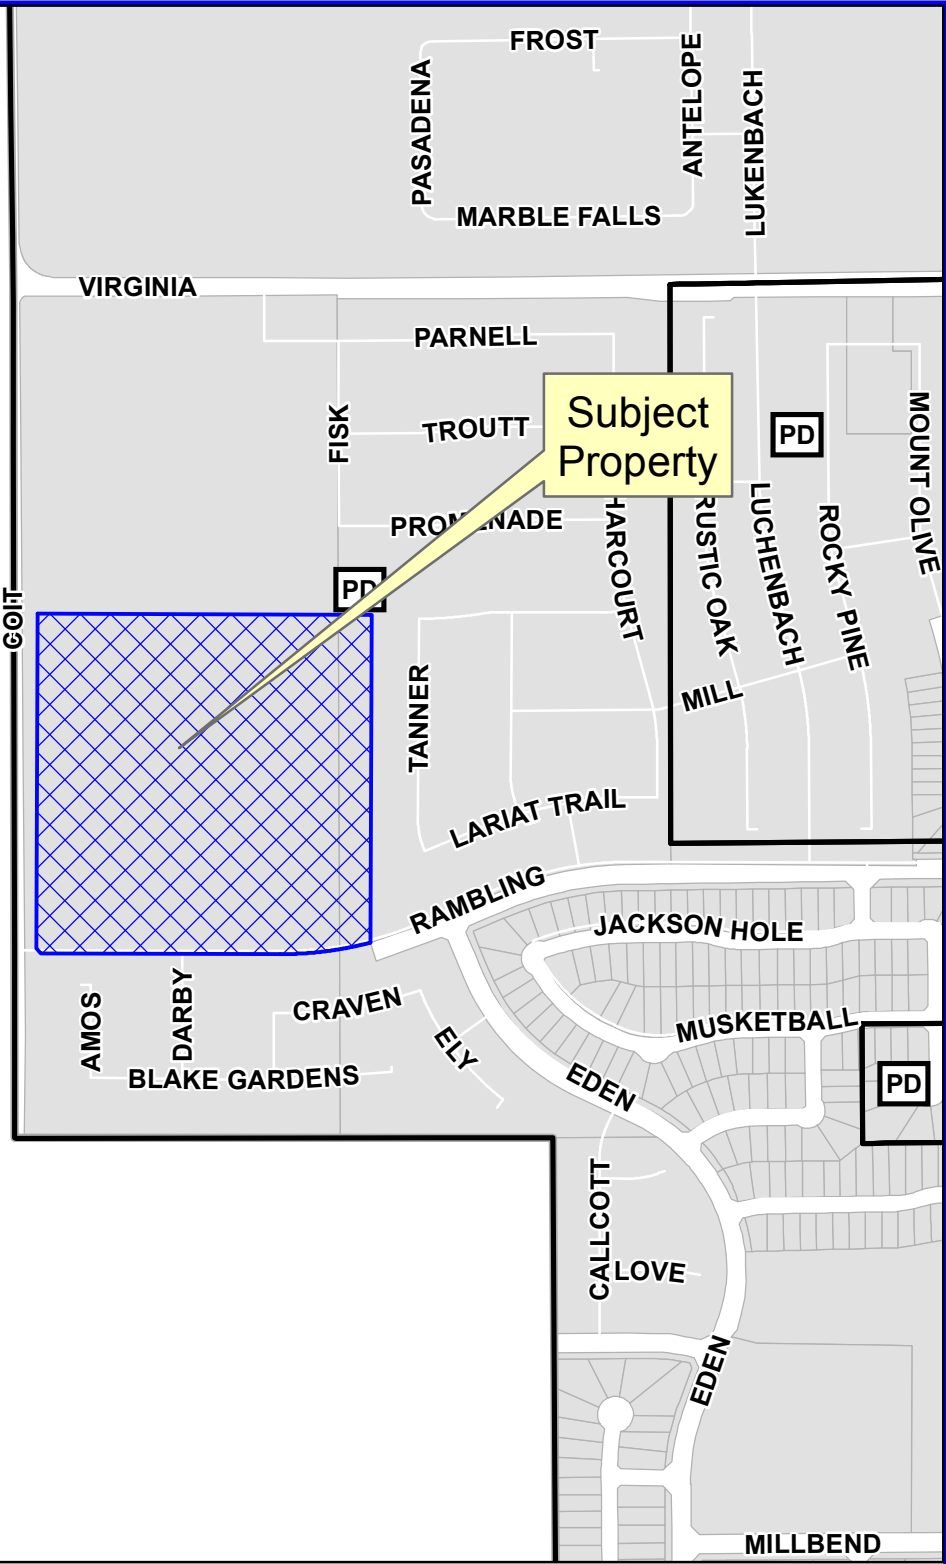 FROST
PASADENA
ANTELOPE
LUKENBACH
MARBLE FALLS
VIRGINIA
PARNELL
FISK
TROUTT
Subject
Property
PD
MOUNT OLIVE
PROMENADE
HARCOURT
RUSTIC OAK
LUCHENBACH
ROCKY PINE
PD
COIT
TANNER
MILL
LARIAT TRAIL
RAMBLING
JACKSON HOLE
AMOS
DARBY
CRAVEN
ELY
MUSKETBALL
BLAKE GARDENS
EDEN
PD
CALLCOTT
LOVE
EDEN
MILLBEND